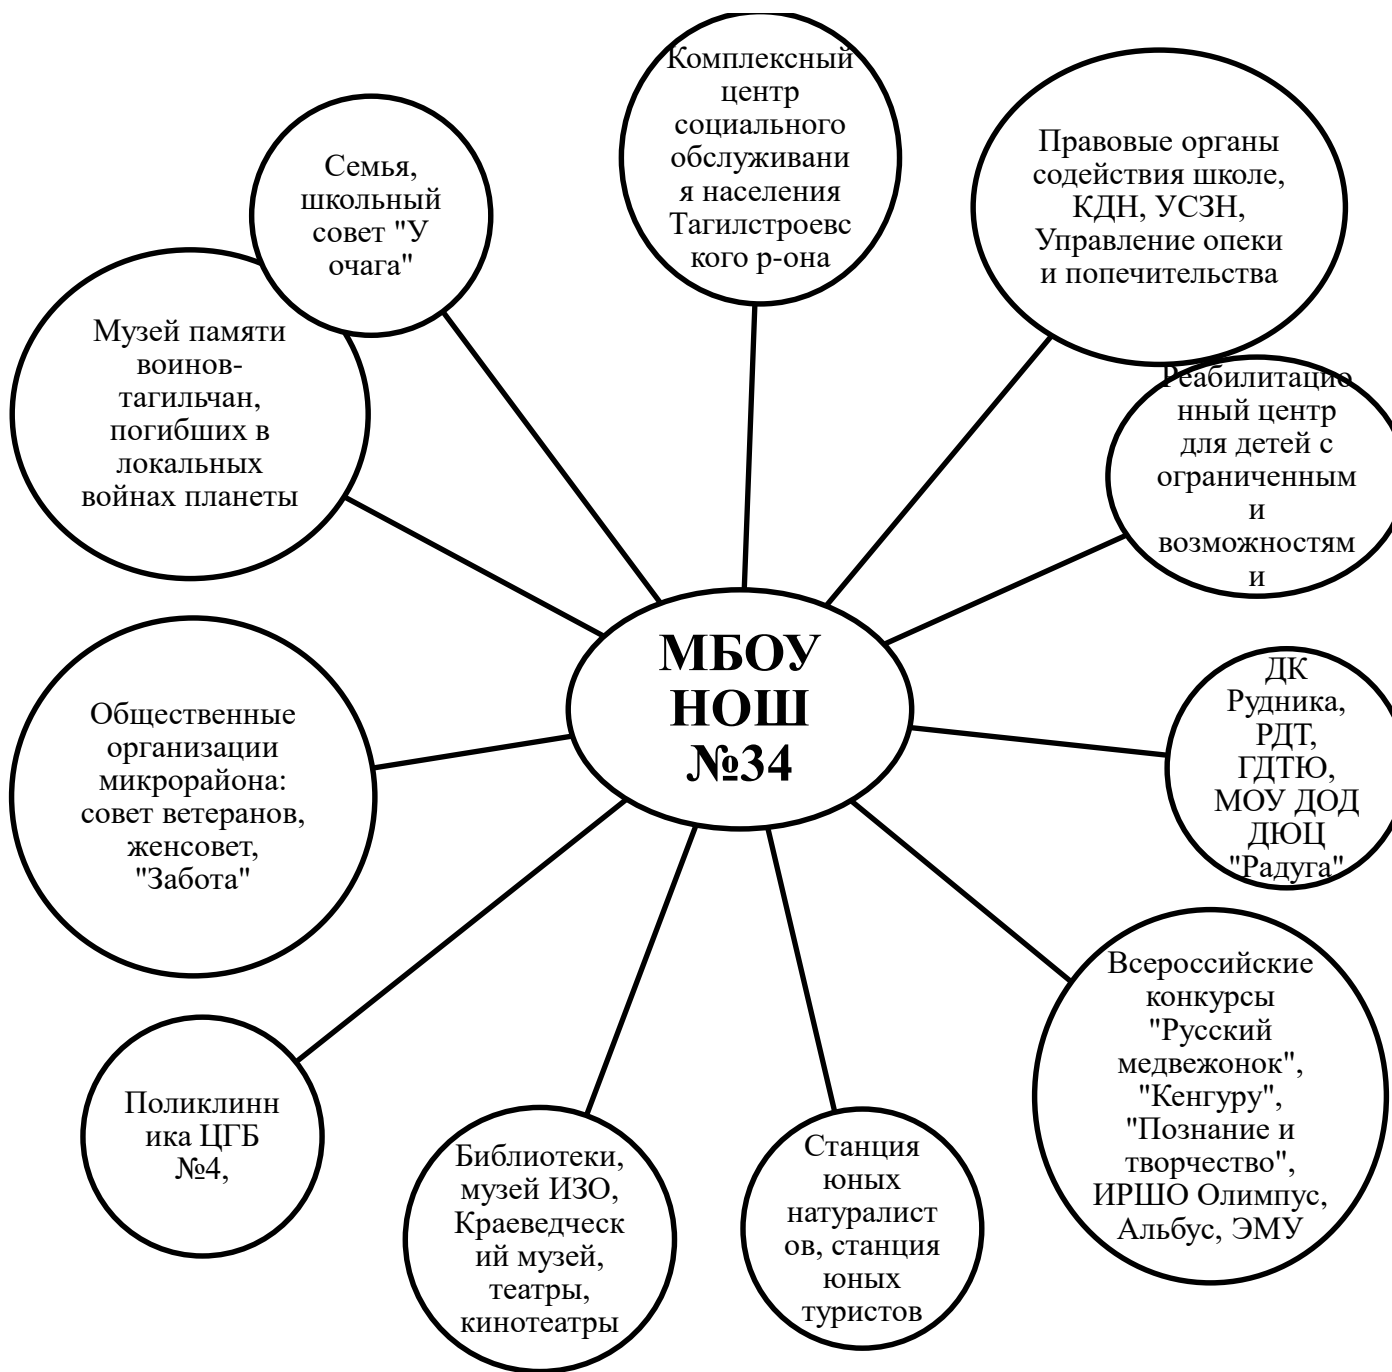 Комплексный
центр
социального
обслуживани
я населения
Тагилстроевс
кого р-она
Правовые органы
содействия школе,
КДН, УСЗН,
Управление опеки
и попечительства
Реабилитацио
нный центр
для детей с
ограниченным
и
возможностям
и
ДК
Рудника,
РДТ,
ГДТЮ,
МОУ ДОД
ДЮЦ
"Радуга"
Всероссийские
конкурсы
"Русский
медвежонок",
"Кенгуру",
"Познание и
творчество",
ИРШО Олимпус,
Альбус, ЭМУ
Станция
юных
натуралист
ов, станция
юных
туристов
Библиотеки,
музей ИЗО,
Краеведческ
ий музей,
театры,
кинотеатры
Поликлинн
ика ЦГБ
№4,
Общественные
организации
микрорайона:
совет ветеранов,
женсовет,
"Забота"
Музей памяти
воинов-
тагильчан,
погибших в
локальных
войнах планеты
Семья,
школьный
совет "У
очага"
МБОУ
НОШ
№34